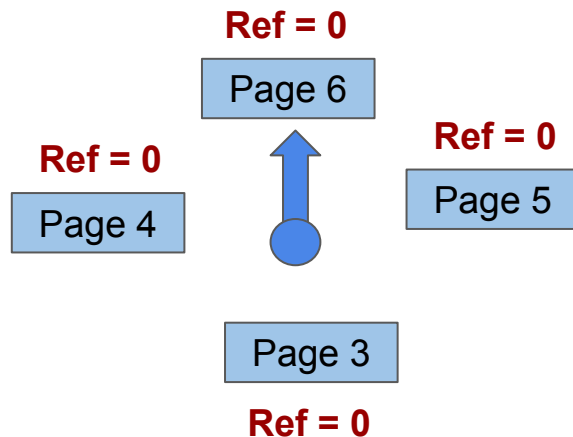 Ref = 0
Page 6
Ref = 0
Page 4
Ref = 0
Page 5
Page 3
Ref = 0